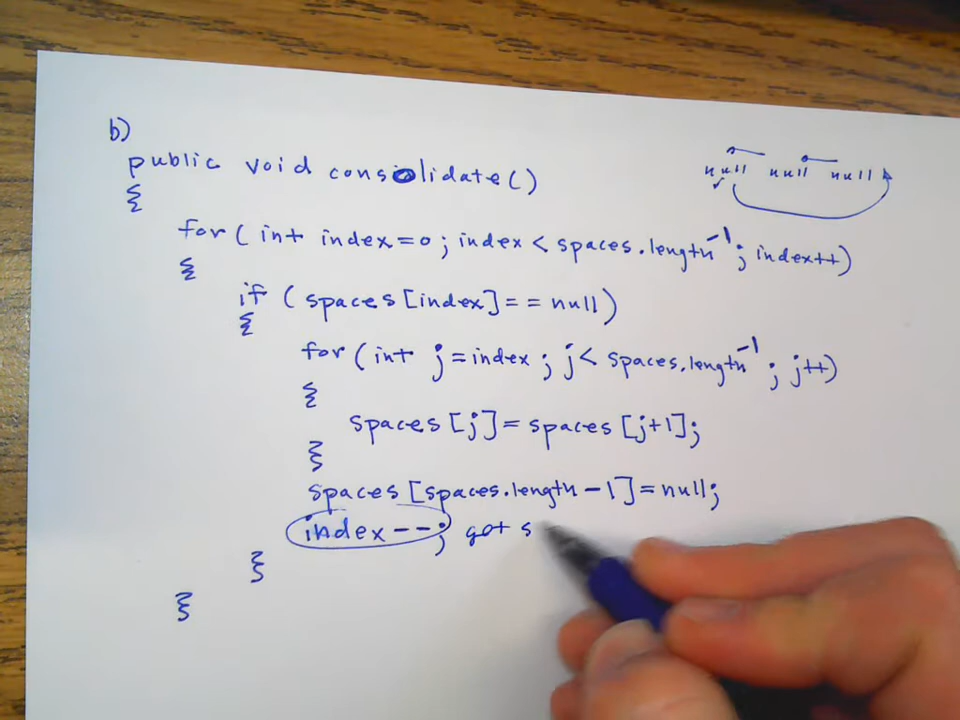 b)
public void consolidate()
{
null null null
for (int index=0; index < spaces.length-1; index++)
{
if (spaces[index]== null)
{
for (int j=index; j< spaces.length-1; j++)
{
spaces[j]=spaces[j+1];
}
spaces[spaces.length-1]=null;
index--; got s
}
}